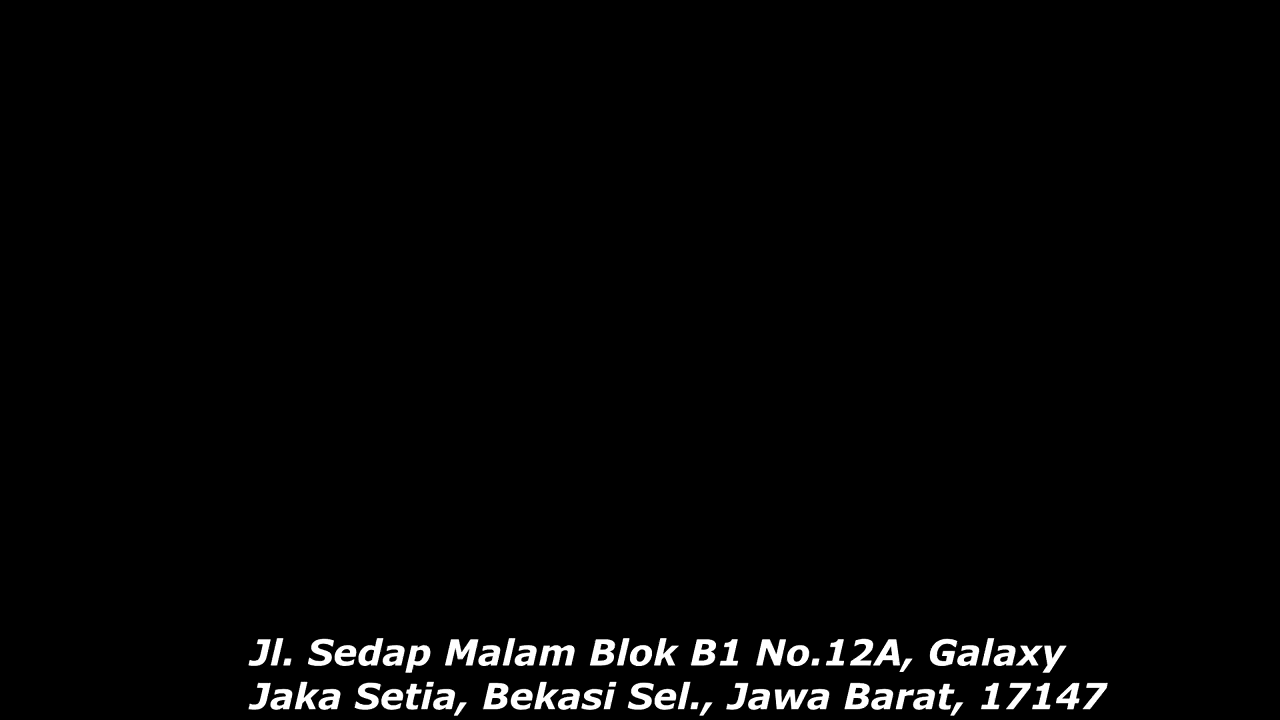 Jl. Sedap Malam Blok B1 No.12A, Galaxy
Jaka Setia, Bekasi Sel., Jawa Barat, 17147